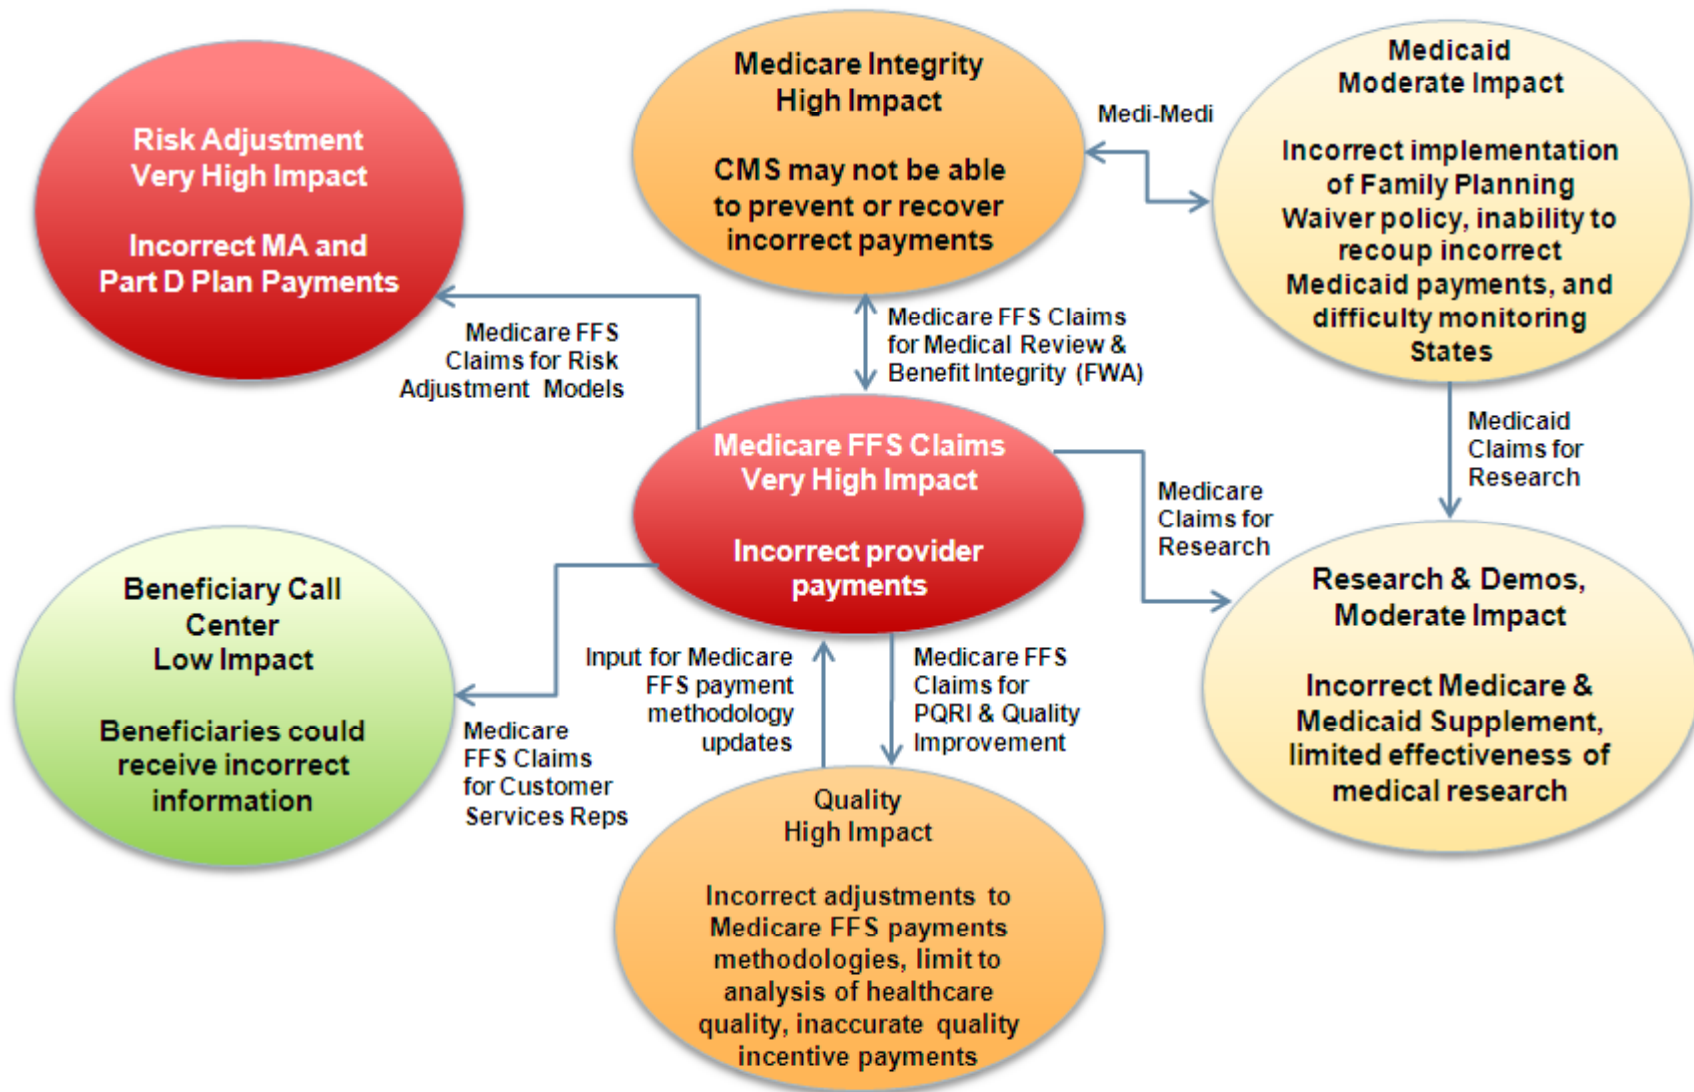 Risk Adjustment
Very High Impact
Incorrect MA and
Part D Plan Payments
Medicare Integrity
High Impact
CMS may not be able
to prevent or recover
incorrect payments
Medi-Medi
Medicaid
Moderate Impact
Incorrect implementation
of Family Planning
Waiver policy, inability to
recoup incorrect
Medicaid payments, and
difficulty monitoring
States
Medicare FFS
Claims for Risk
Adjustment Models
Medicare FFS Claims
for Medical Review &
Benefit Integrity (FWA)
Medicaid
Claims for
Research
Medicare FFS Claims
Very High Impact
Incorrect provider
payments
Medicare
Claims for
Research
Beneficiary Call
Center
Low Impact
Beneficiaries could
receive incorrect
information
Medicare
FFS Claims
for Customer
Services Reps
Input for Medicare
FFS payment
methodology
updates
Medicare FFS
Claims for
PQRI & Quality
Improvement
Research & Demos,
Moderate Impact
Incorrect Medicare &
Medicaid Supplement,
limited effectiveness of
medical research
Quality
High Impact
Incorrect adjustments to
Medicare FFS payments
methodologies, limit to
analysis of healthcare
quality, inaccurate quality
incentive payments